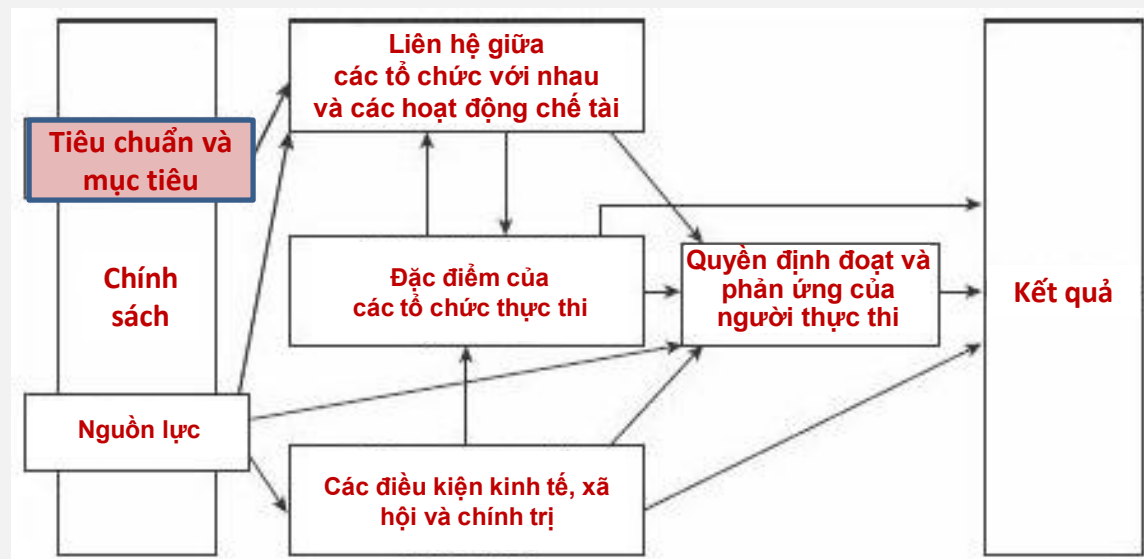 Liên hệ giữa
các tổ chức với nhau
và các hoạt động chế tài
Tiêu chuẩn và
mục tiêu
Chính
sách
Đặc điểm của
các tổ chức thực thi
Quyền định đoạt và
phản ứng của
người thực thi
Kết quả
Nguồn lực
Các điều kiện kinh tế, xã
hội và chính trị